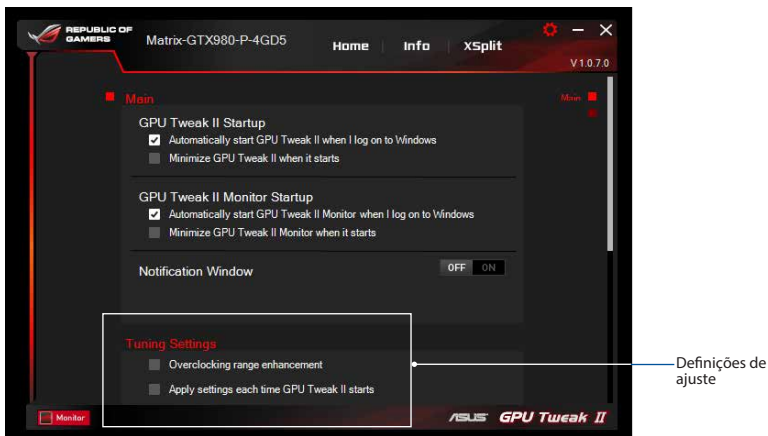 REPUBLIC OF
GAMERS
Matrix-GTX980-P-4GD5
Home
Info
XSplit
V 1.0.7.0
Main
Main
GPU Tweak II Startup
Automatically start GPU Tweak II when I log on to Windows
Minimize GPU Tweak II when it starts
GPU Tweak II Monitor Startup
Automatically start GPU Tweak II Monitor when I log on to Windows
Minimize GPU Tweak II Monitor when it starts
Notification Window
OFF ON
Tuning Settings
Overclocking range enhancement
Apply settings each time GPU Tweak II starts
Definições de
ajuste
Monitor
ASUS GPU Tweak II